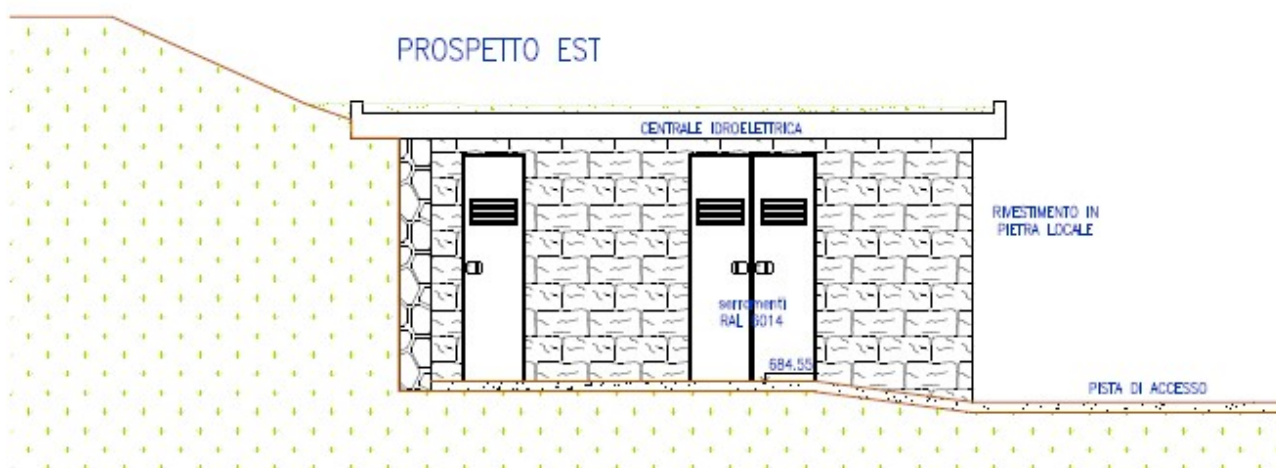 PROSPETTO EST
CENTRALE IDROELETTRICA
RIVESTIMENTO IN
PIETRA LOCALE
serramenti
RAL 6014
684.55
PISTA DI ACCESSO